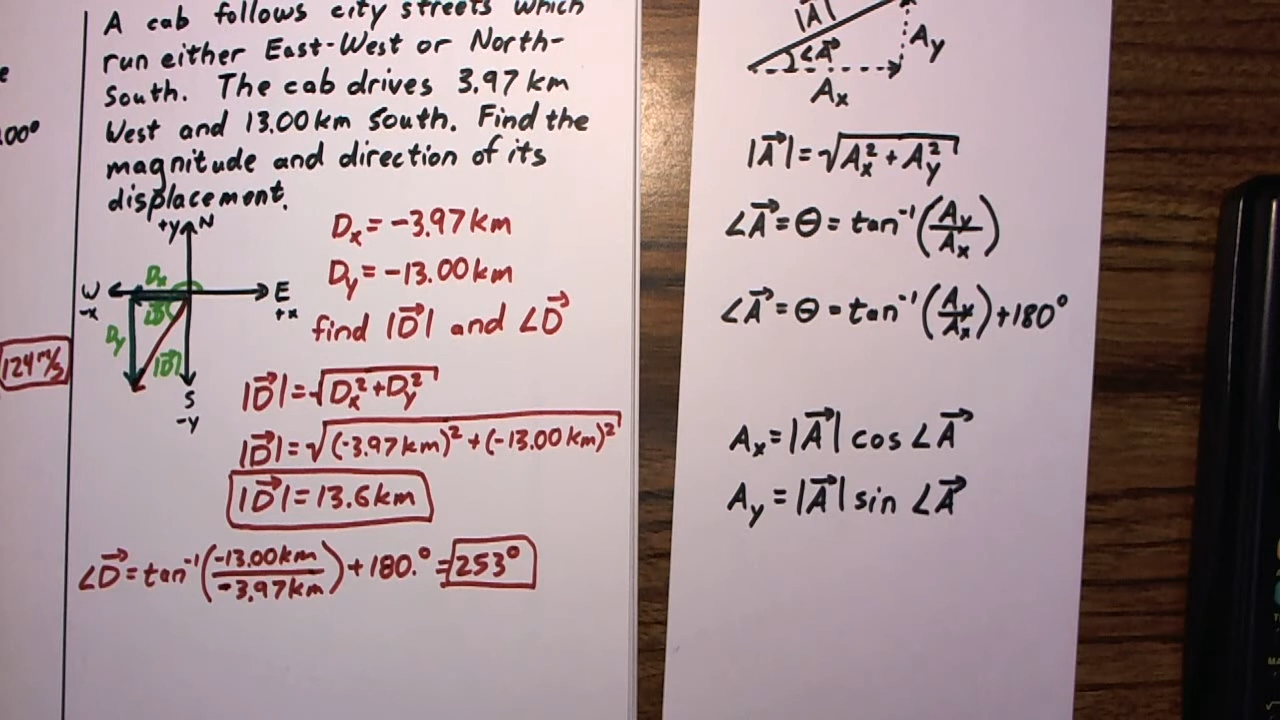 A cab follows city streets which
run either East-West or North-
South. The cab drives 3.97 km
West and 13.00 km South. Find the
magnitude and direction of its
displacement.
+y N
W
-x
E
+x
S
-y
Dx
Dy
∠D⃗
|D⃗|
Dx = -3.97 km
Dy = -13.00 km
find |D⃗| and ∠D⃗
|D⃗| = √(Dx² + Dy²)
|D⃗| = √((-3.97 km)² + (-13.00 km)²)
|D⃗| = 13.6 km
∠D⃗ = tan⁻¹(-13.00 km / -3.97 km) + 180.° = 253°
.00°
124 m/s
|A⃗|
∠A⃗
Ay
Ax
|A⃗| = √(Ax² + Ay²)
∠A⃗ = θ = tan⁻¹(Ay/Ax)
∠A⃗ = θ = tan⁻¹(Ay/Ax) + 180°
Ax = |A⃗| cos ∠A⃗
Ay = |A⃗| sin ∠A⃗